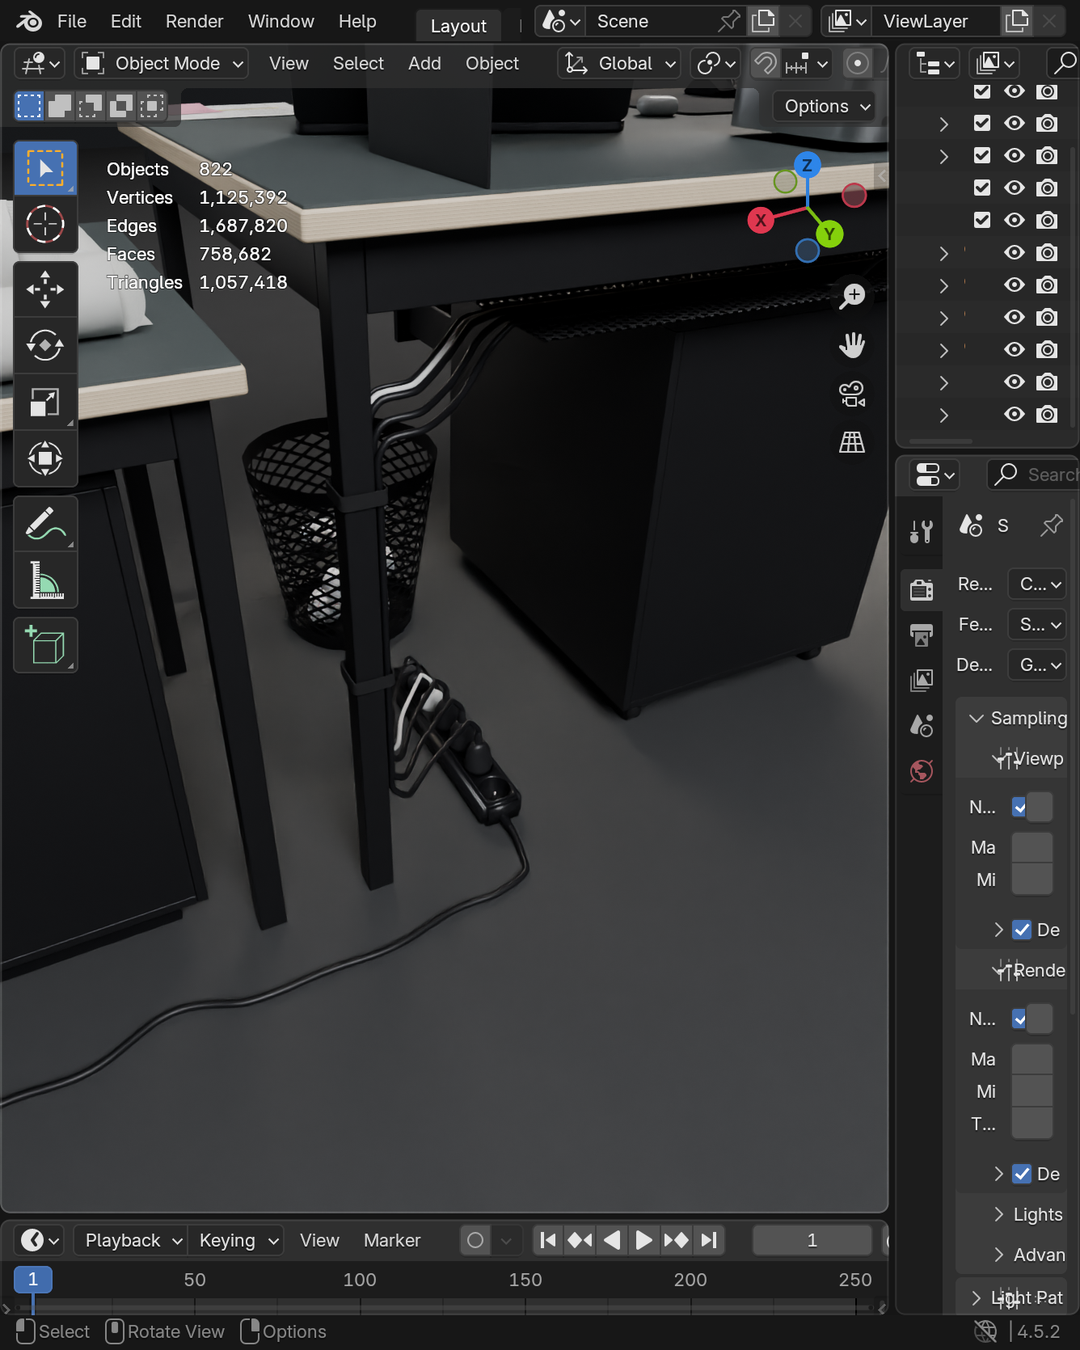 File Edit Render Window Help Layout Scene ViewLayer
Object Mode View Select Add Object Global
Options
Objects 822
Vertices 1,125,392
Edges 1,687,820
Faces 758,682
Triangles 1,057,418
Z
X
Y
Search
S
Re... C...
Fe... S...
De... G...
Sampling
Viewp
N...
Ma
Mi
De
Rende
N...
Ma
Mi
T...
De
Lights
Advan
Light Pat
Playback Keying View Marker 1
1 50 100 150 200 250
Select Rotate View Options 4.5.2